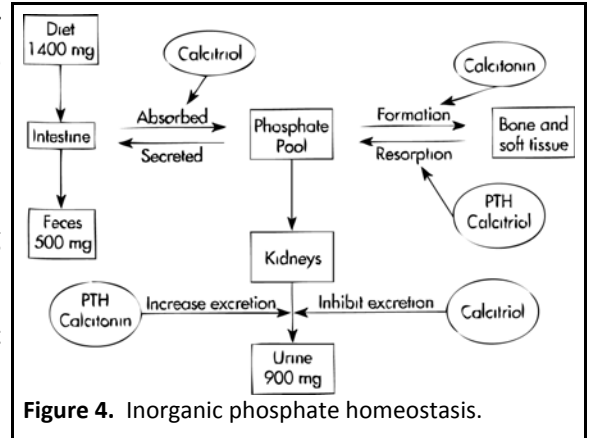 Diet
1400 mg
Calcitriol
Calcitonin
Absorbed
Formation
Intestine
Phosphate
Pool
Bone and
soft tissue
Secreted
Resorption
Feces
500 mg
PTH
Calcitriol
Kidneys
PTH
Calcitonin
Increase excretion
Inhibit excretion
Calcitriol
Urine
900 mg
Figure 4. Inorganic phosphate homeostasis.